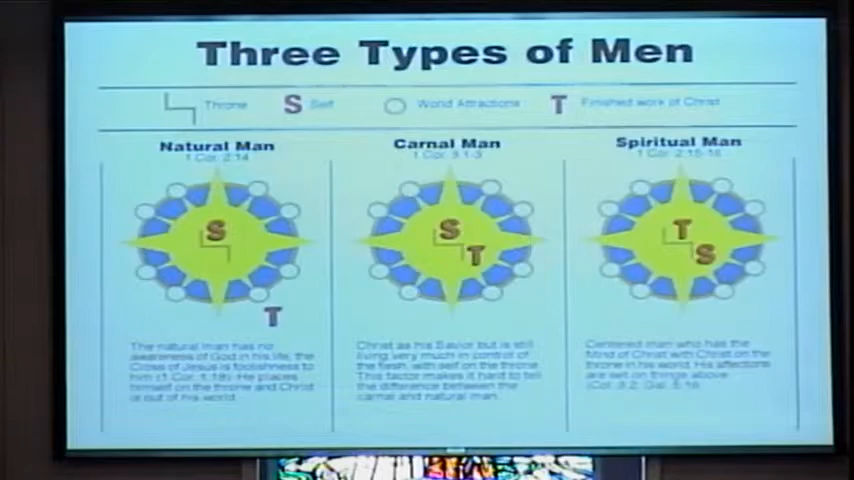 Three Types of Men
Throne S Self World Attractions T Finished work of Christ
Natural Man Carnal Man Spiritual Man
1 Cor. 2:14 1 Cor. 3:1-3 1 Cor. 2:15-16
S
S
T
T
S
T
The natural man has no
awareness of God in his life, the
Cross of Jesus is foolishness to
him (1 Cor. 1:18). He places
himself on the throne and Christ
is out of his world.
Christ as his Savior but is still
living very much in control of
the flesh, with self on the throne.
This factor makes it hard to tell
the difference between the
carnal and natural man.
Centered man who has the
Mind of Christ with Christ on the
throne in his world. His affections
are set on things above
(Col. 3:2, Gal. 5:16